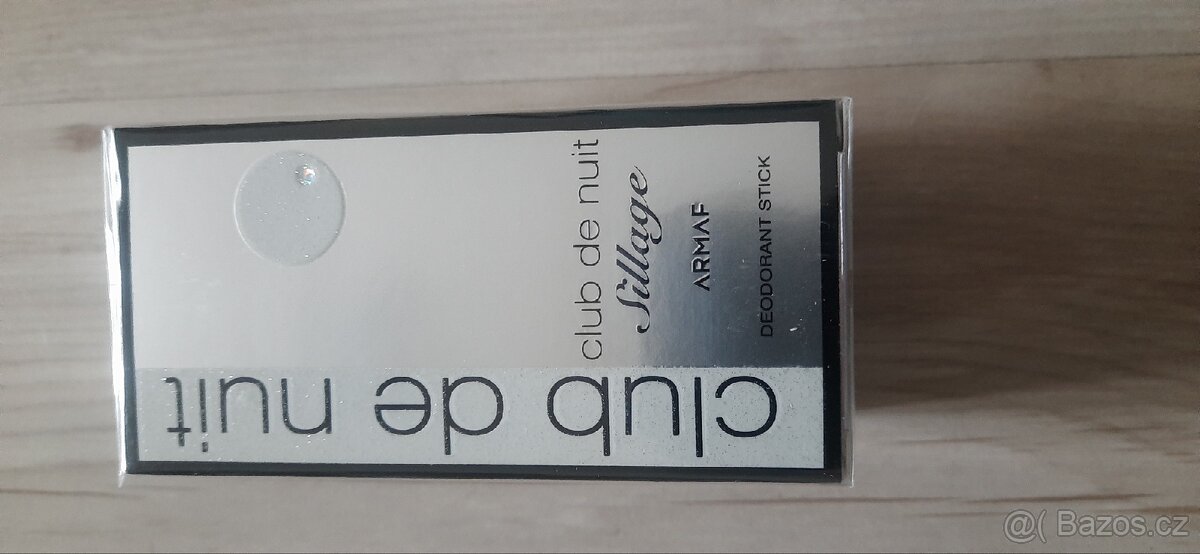 club de nuit
club de nuit
Sillage
ARMAF
DEODORANT STICK
@( Bazos.cz